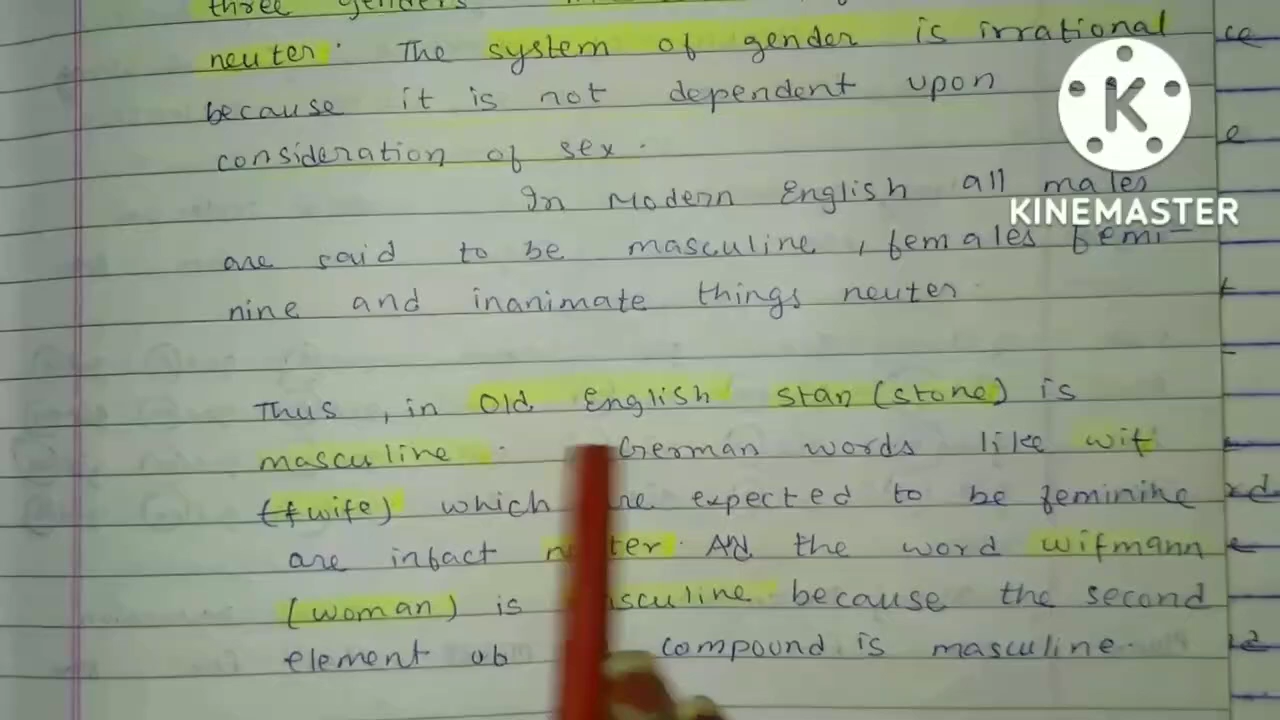 three genders
neuter. The system of gender is irrational
because it is not dependent upon
consideration of sex.
In Modern English all males
are said to be masculine, females femi-
nine and inanimate things neuter.
Thus, in Old English stan (stone) is
masculine. German words like wif
(wife) which are expected to be feminine
are infact neuter. And the word wifmann
(woman) is masculine because the second
element of compound is masculine.
K
KINEMASTER